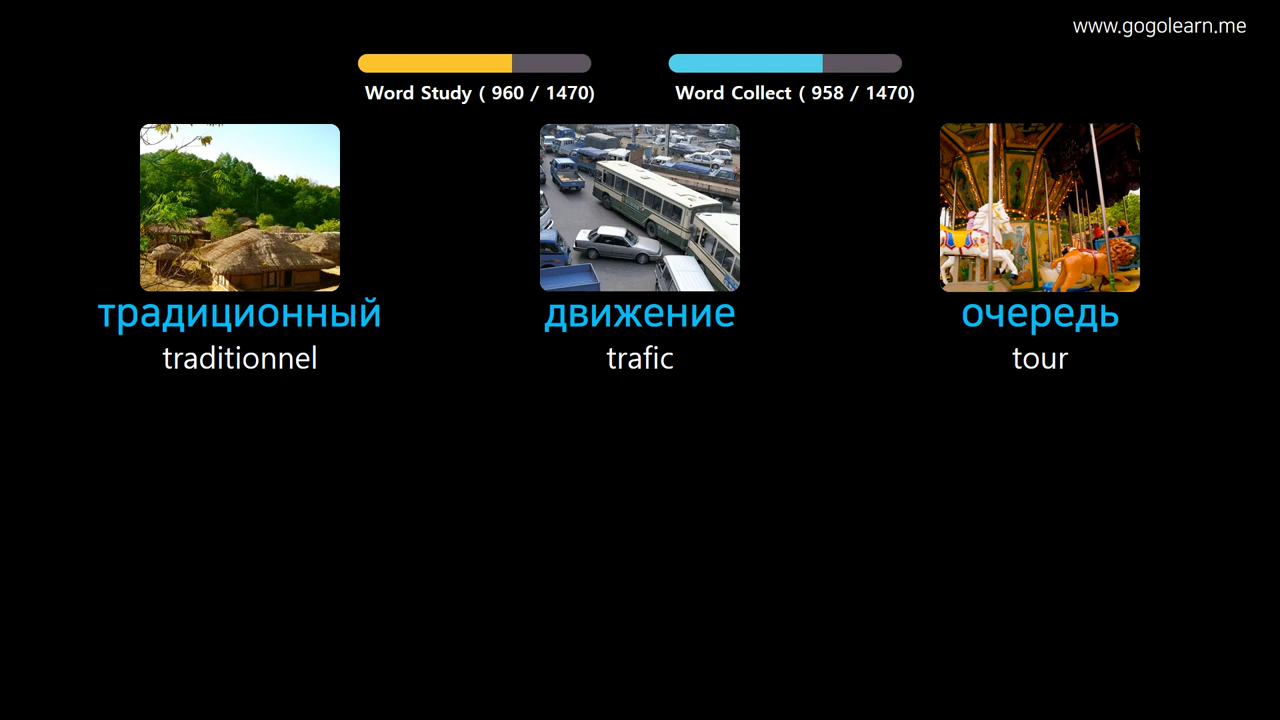 www.gogolearn.me
Word Study ( 960 / 1470)
Word Collect ( 958 / 1470)
традиционный
traditionnel
движение
trafic
очередь
tour